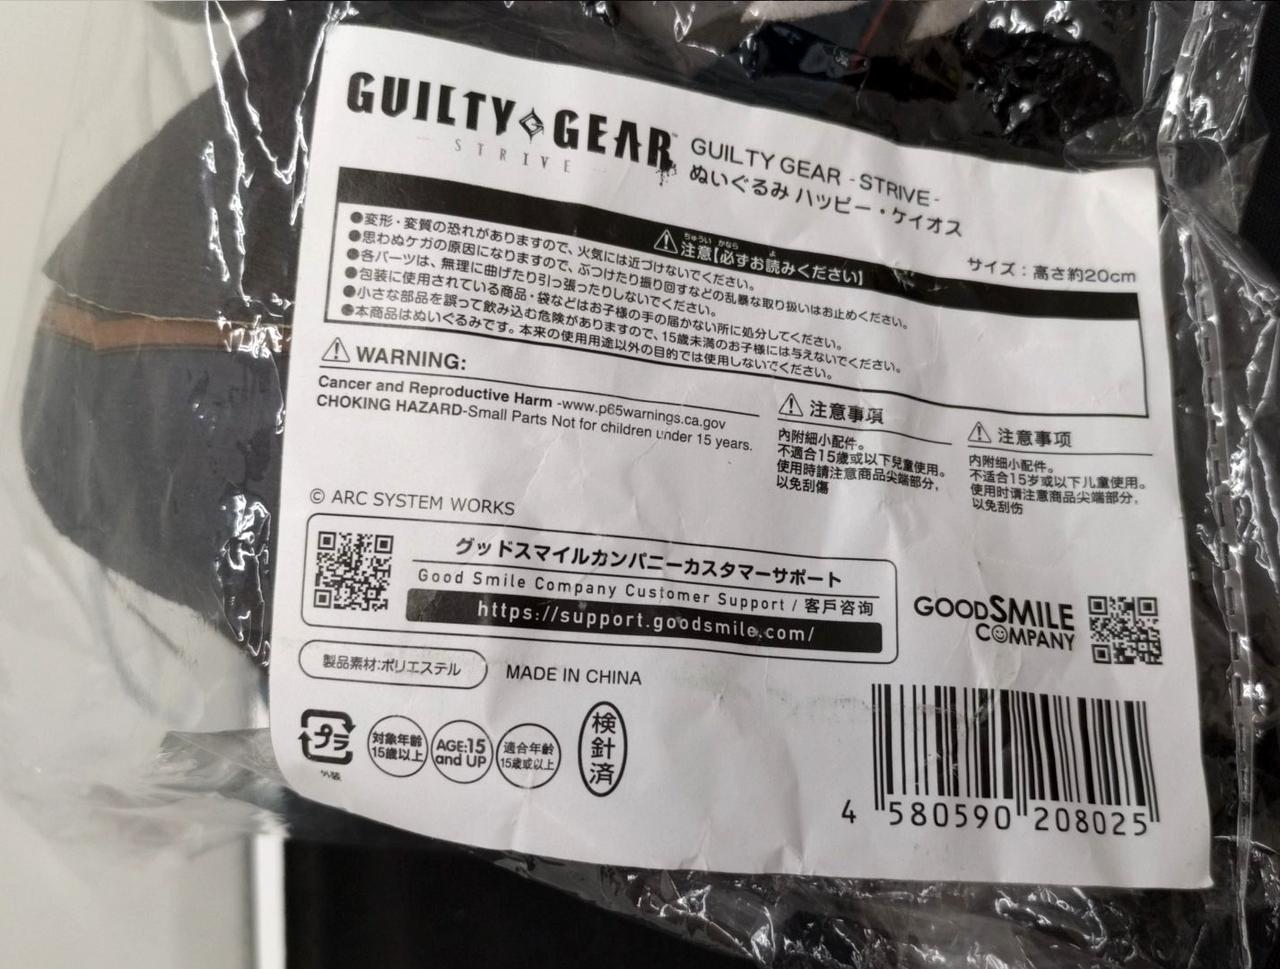 GUILTY GEAR™
STRIVE
GUILTY GEAR -STRIVE-
ぬいぐるみ ハッピー・ケイオス
サイズ：高さ約20cm
ちゅうい かなら よ
⚠注意【必ずお読みください】
●変形・変質の恐れがありますので、火気には近づけないでください。
●思わぬケガの原因になりますので、ぶつけたり振り回すなどの乱暴な取り扱いはお止めください。
●各パーツは、無理に曲げたり引っ張ったりしないでください。
●包装に使用されている商品・袋などはお子様の手の届かない所に処分してください。
●小さな部品を誤って飲み込む危険がありますので、15歳未満のお子様には与えないでください。
●本商品はぬいぐるみです。本来の使用用途以外の目的では使用しないでください。
⚠WARNING:
Cancer and Reproductive Harm -www.p65warnings.ca.gov
CHOKING HAZARD-Small Parts Not for children under 15 years.
⚠注意事項
內附細小配件。
不適合15歲或以下兒童使用。
使用時請注意商品尖端部分，
以免刮傷
⚠注意事项
内附细小配件。
不适合15岁或以下儿童使用。
使用时请注意商品尖端部分，
以免刮伤
© ARC SYSTEM WORKS
グッドスマイルカンパニーカスタマーサポート
Good Smile Company Customer Support / 客戶咨询
https://support.goodsmile.com/
GOODSMILE
COMPANY
製品素材:ポリエステル
MADE IN CHINA
プラ
外装
対象年齢
15歳以上
AGE:15
and UP
適合年齡
15歲或以上
検針済
4 580590 208025